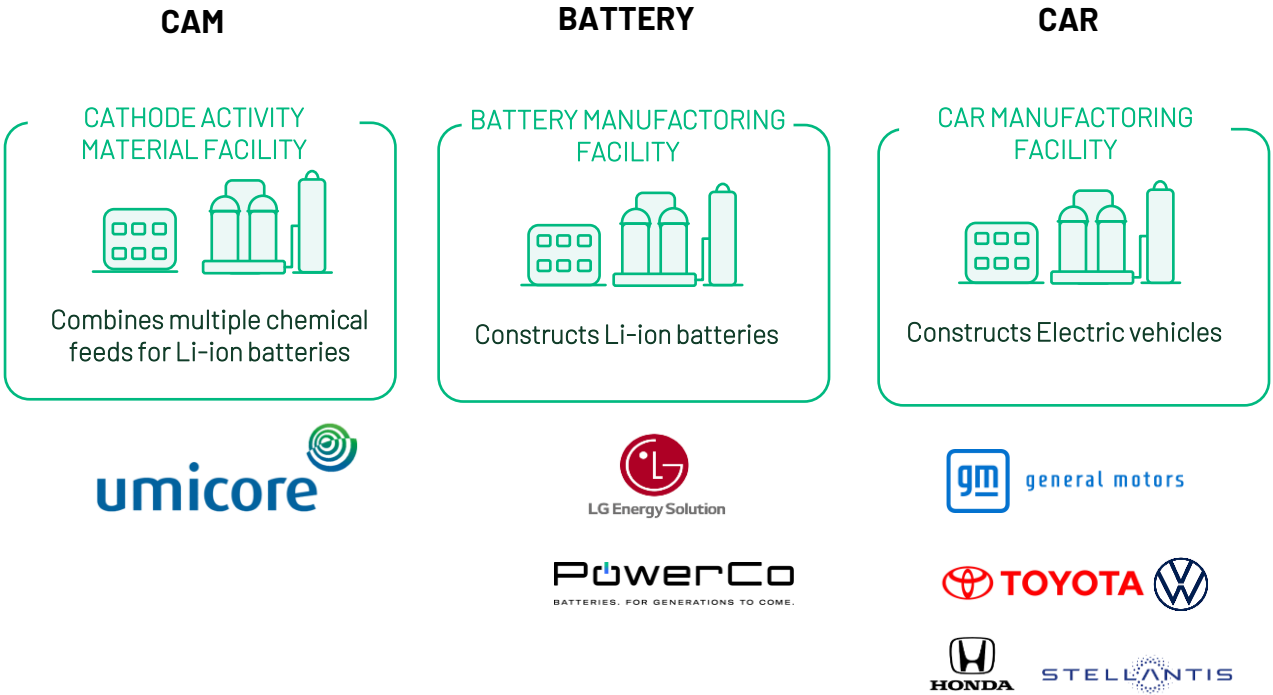 CAM
CATHODE ACTIVITY
MATERIAL FACILITY
Combines multiple chemical
feeds for Li-ion batteries
umicore
BATTERY
BATTERY MANUFACTORING
FACILITY
Constructs Li-ion batteries
LG
LG Energy Solution
PowerCo
BATTERIES. FOR GENERATIONS TO COME.
CAR
CAR MANUFACTORING
FACILITY
Constructs Electric vehicles
gm general motors
TOYOTA VW
HONDA STELLANTIS